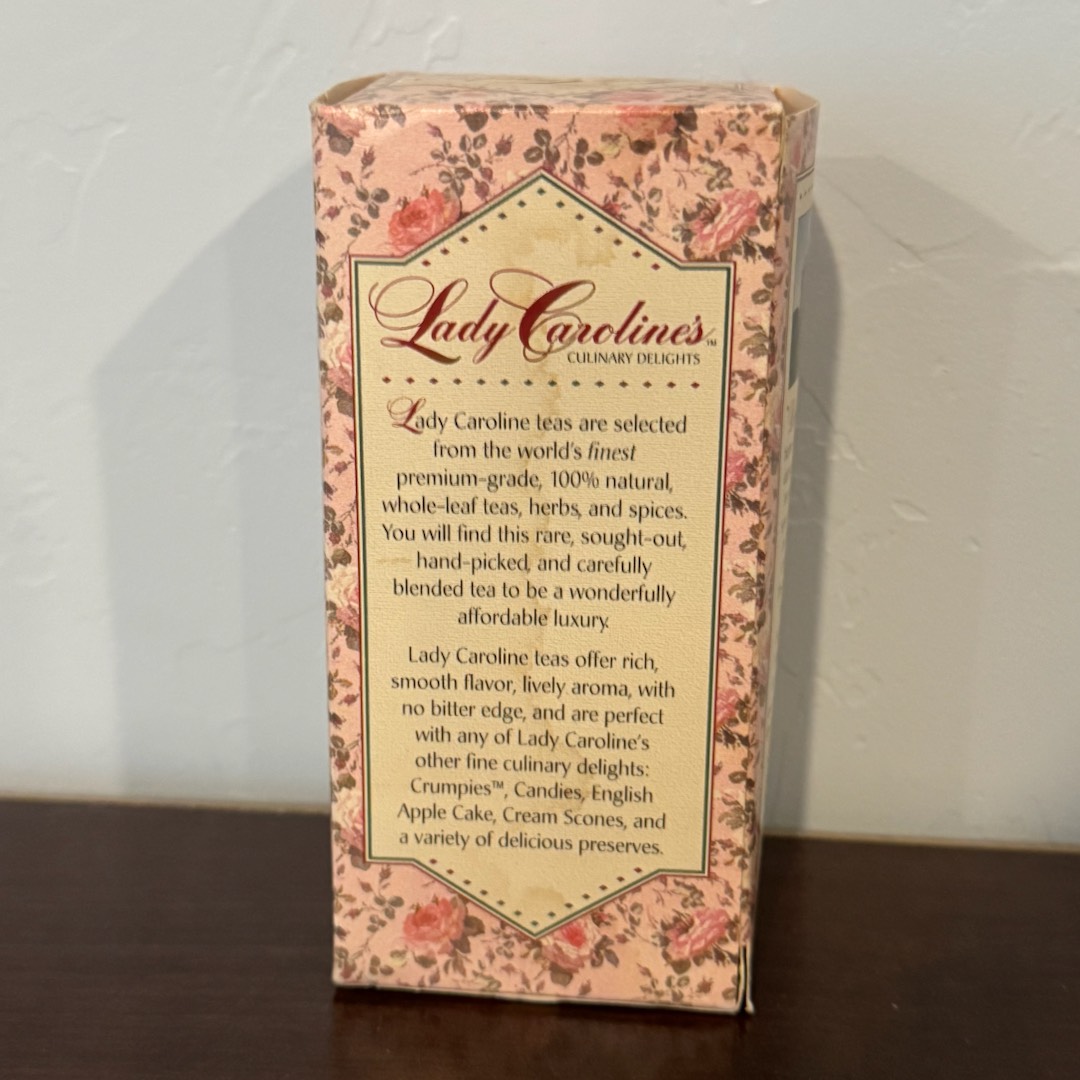 Lady Caroline's™
CULINARY DELIGHTS
Lady Caroline teas are selected
from the world's finest
premium-grade, 100% natural,
whole-leaf teas, herbs, and spices.
You will find this rare, sought-out,
hand-picked, and carefully
blended tea to be a wonderfully
affordable luxury.
Lady Caroline teas offer rich,
smooth flavor, lively aroma, with
no bitter edge, and are perfect
with any of Lady Caroline's
other fine culinary delights:
Crumpies™, Candies, English
Apple Cake, Cream Scones, and
a variety of delicious preserves.